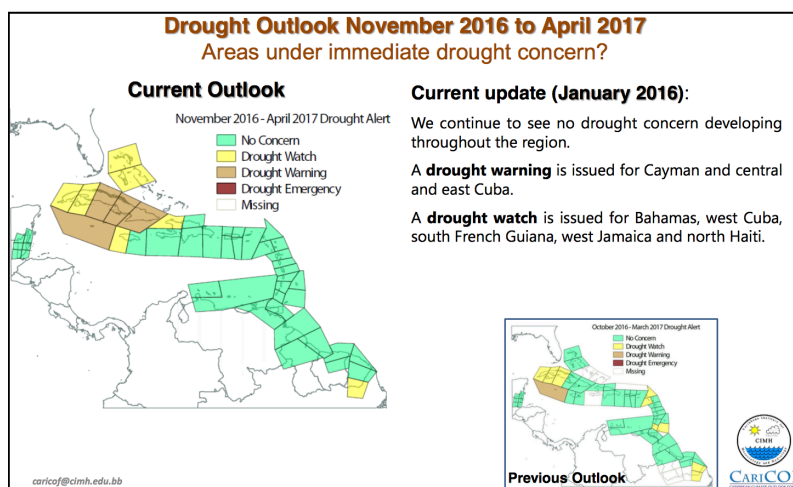 Drought Outlook November 2016 to April 2017
Areas under immediate drought concern?
Current Outlook
November 2016 - April 2017 Drought Alert
No Concern
Drought Watch
Drought Warning
Drought Emergency
Missing
Current update (January 2016):
We continue to see no drought concern developing
throughout the region.
A drought warning is issued for Cayman and central
and east Cuba.
A drought watch is issued for Bahamas, west Cuba,
south French Guiana, west Jamaica and north Haiti.
October 2016 - March 2017 Drought Alert
No Concern
Drought Watch
Drought Warning
Drought Emergency
Missing
Previous Outlook
CIMH
CARICO
caricof@cimh.edu.bb